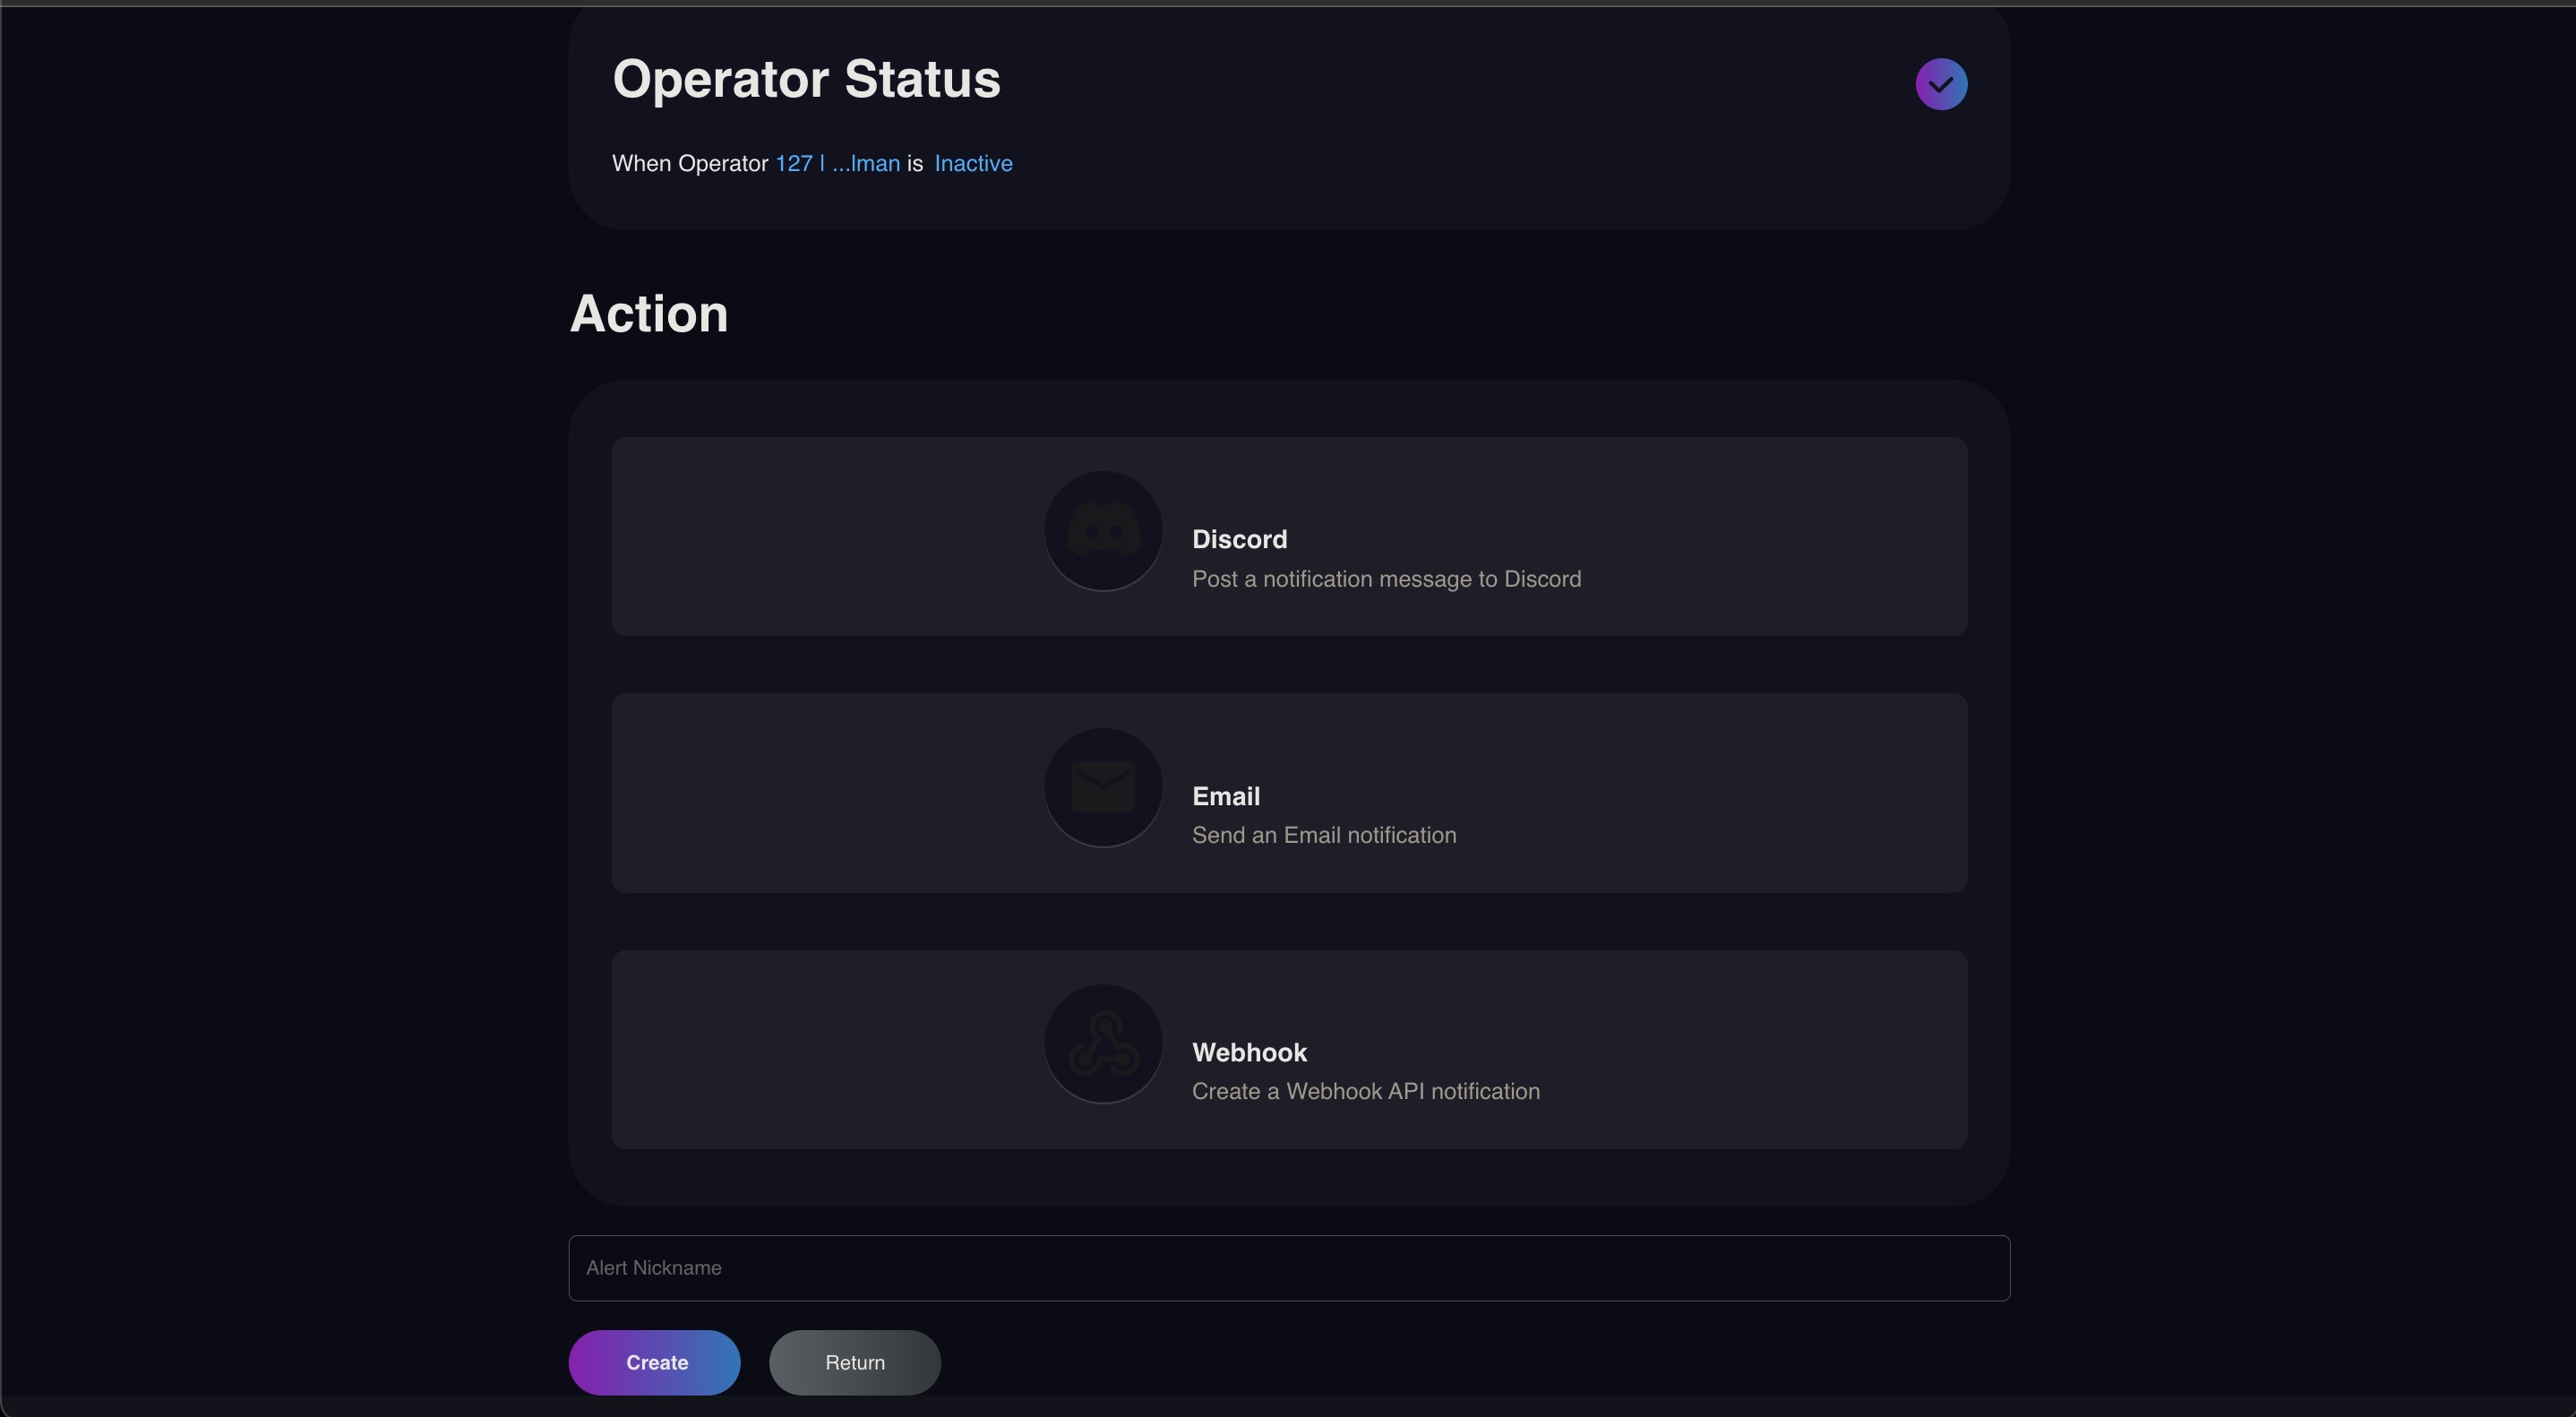 Operator Status
When Operator 127 | ...lman is Inactive
Action
Discord
Post a notification message to Discord
Email
Send an Email notification
Webhook
Create a Webhook API notification
Alert Nickname
Create
Return